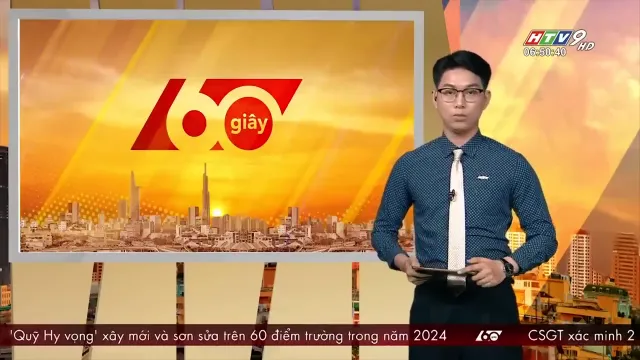 HTV9 HD
06:50:40
60 giây
'Quỹ Hy vọng' xây mới và sơn sửa trên 60 điểm trường trong năm 2024 60 CSGT xác minh 2